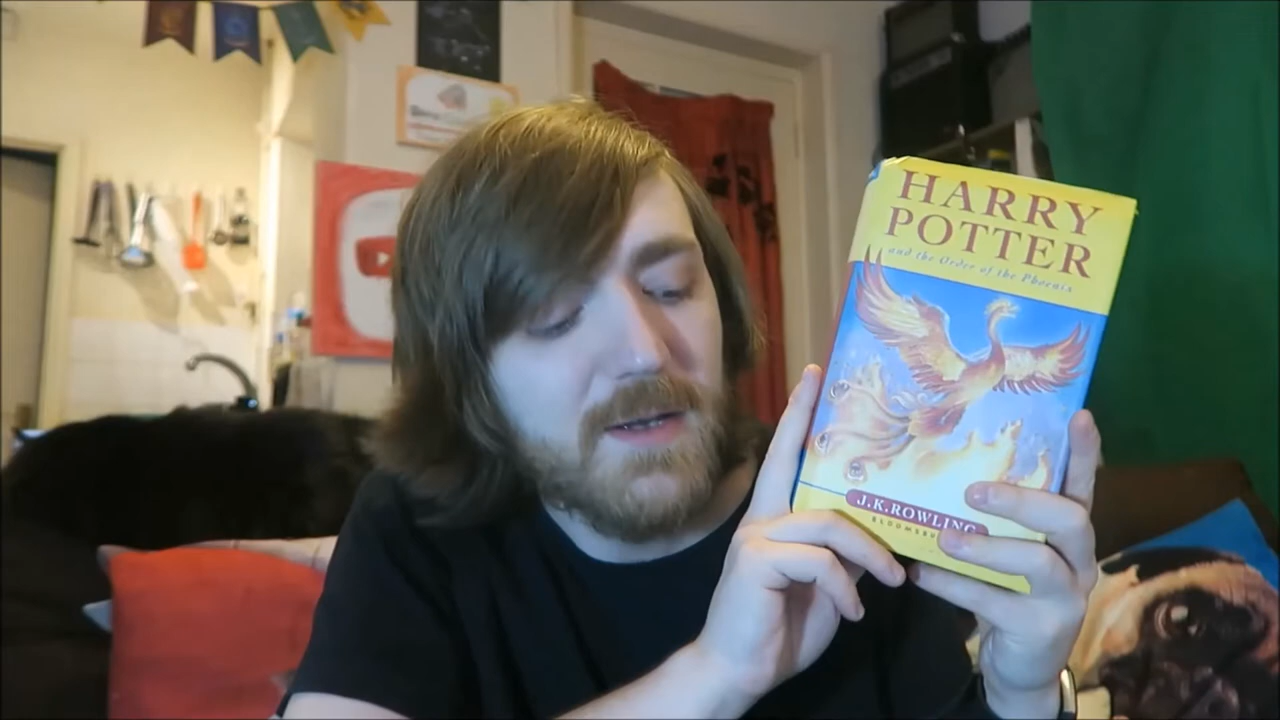 HARRY
POTTER
and the Order of the Phoenix
J.K.ROWLING